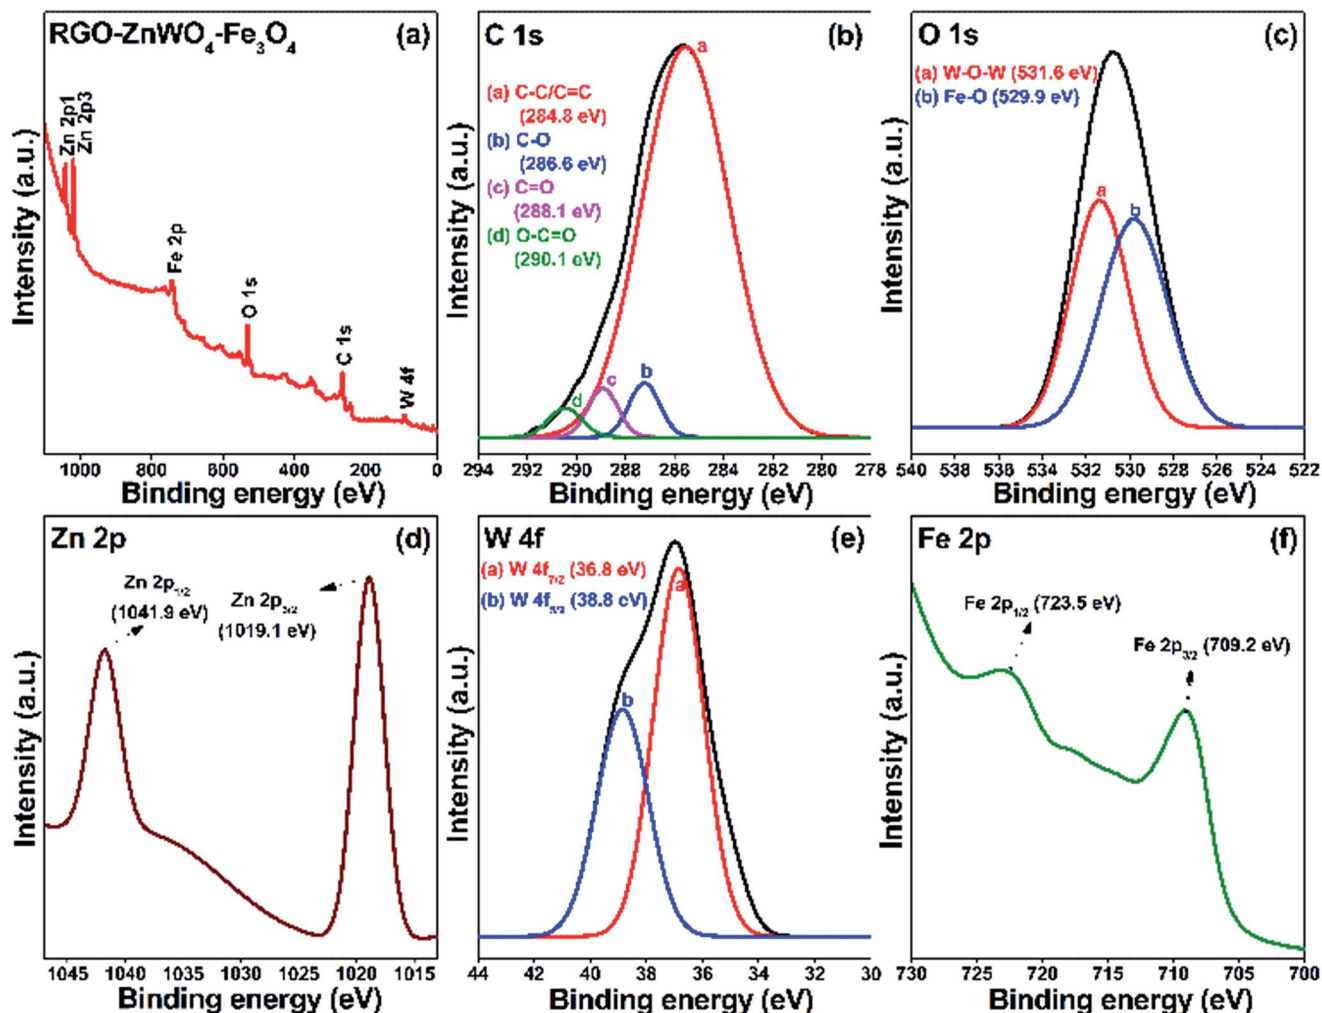 RGO-ZnWO₄-Fe₃O₄ (a)
Zn 2p1
Zn 2p3
Fe 2p
O 1s
C 1s
W 4f
Intensity (a.u.)
1000 800 600 400 200 0
Binding energy (eV)
C 1s (b)
a
(a) C-C/C=C
(284.8 eV)
(b) C-O
(286.6 eV)
(c) C=O
(288.1 eV)
(d) O-C=O
(290.1 eV)
d c b
Intensity (a.u.)
294 292 290 288 286 284 282 280 278
Binding energy (eV)
O 1s (c)
(a) W-O-W (531.6 eV)
(b) Fe-O (529.9 eV)
a b
Intensity (a.u.)
540 538 536 534 532 530 528 526 524 522
Binding energy (eV)
Zn 2p (d)
Zn 2p₁/₂
(1041.9 eV)
Zn 2p₃/₂
(1019.1 eV)
Intensity (a.u.)
1045 1040 1035 1030 1025 1020 1015
Binding energy (eV)
W 4f (e)
(a) W 4f₇/₂ (36.8 eV)
(b) W 4f (38.8 eV)
a
b
Intensity (a.u.)
44 42 40 38 36 34 32 30
Binding energy (eV)
Fe 2p (f)
Fe 2p₁/₂ (723.5 eV)
Fe 2p₃/₂ (709.2 eV)
Intensity (a.u.)
730 725 720 715 710 705 700
Binding energy (eV)